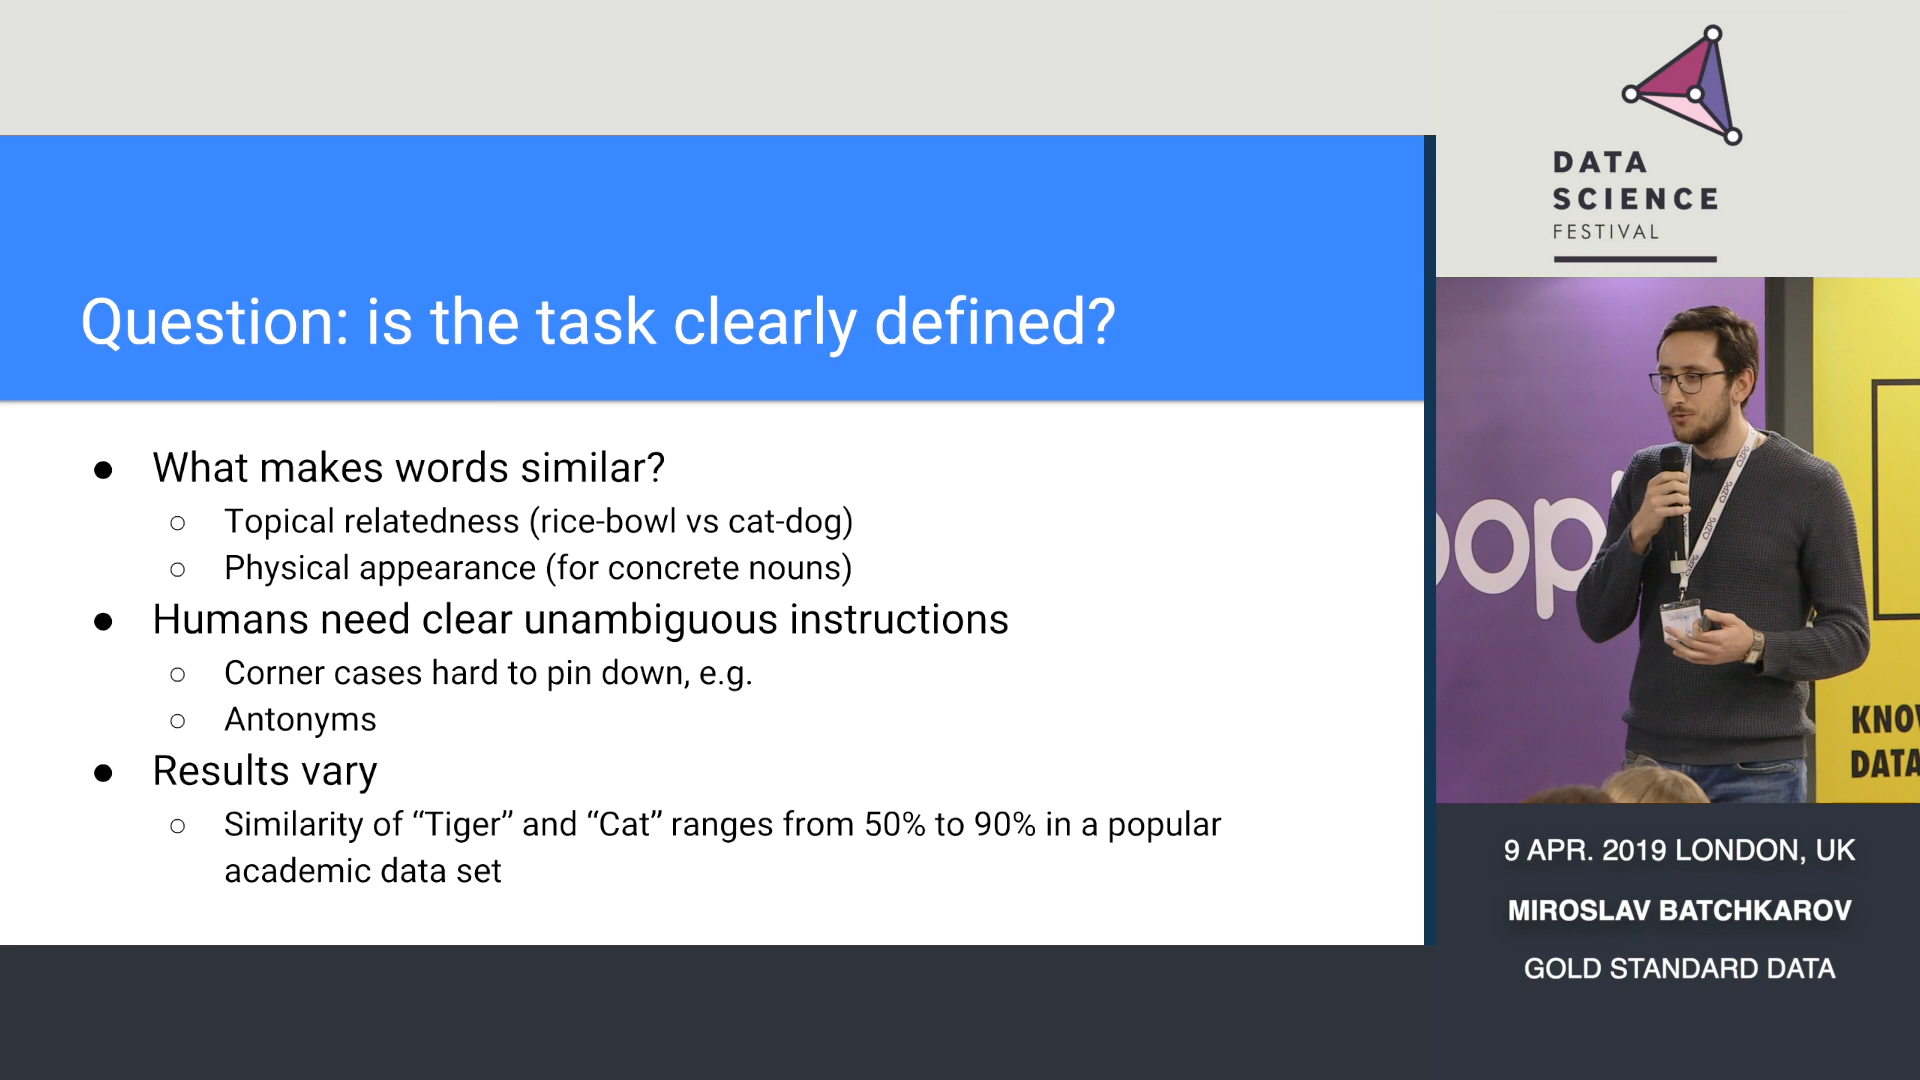 DATA
SCIENCE
FESTIVAL
Question: is the task clearly defined?
● What makes words similar?
○ Topical relatedness (rice-bowl vs cat-dog)
○ Physical appearance (for concrete nouns)
● Humans need clear unambiguous instructions
○ Corner cases hard to pin down, e.g.
○ Antonyms
● Results vary
○ Similarity of “Tiger” and “Cat” ranges from 50% to 90% in a popular
academic data set
ZPG
KNOW
DATA
9 APR. 2019 LONDON, UK
MIROSLAV BATCHKAROV
GOLD STANDARD DATA